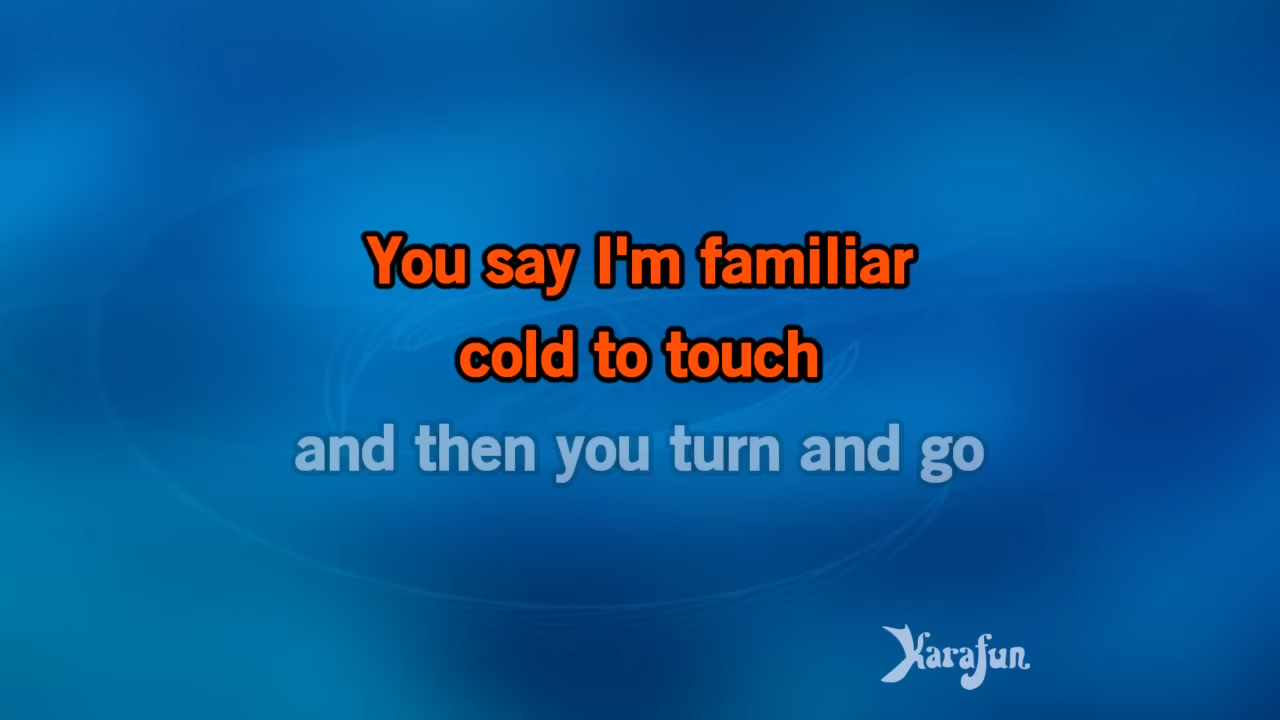 You say I'm familiar
cold to touch
and then you turn and go
Karafun